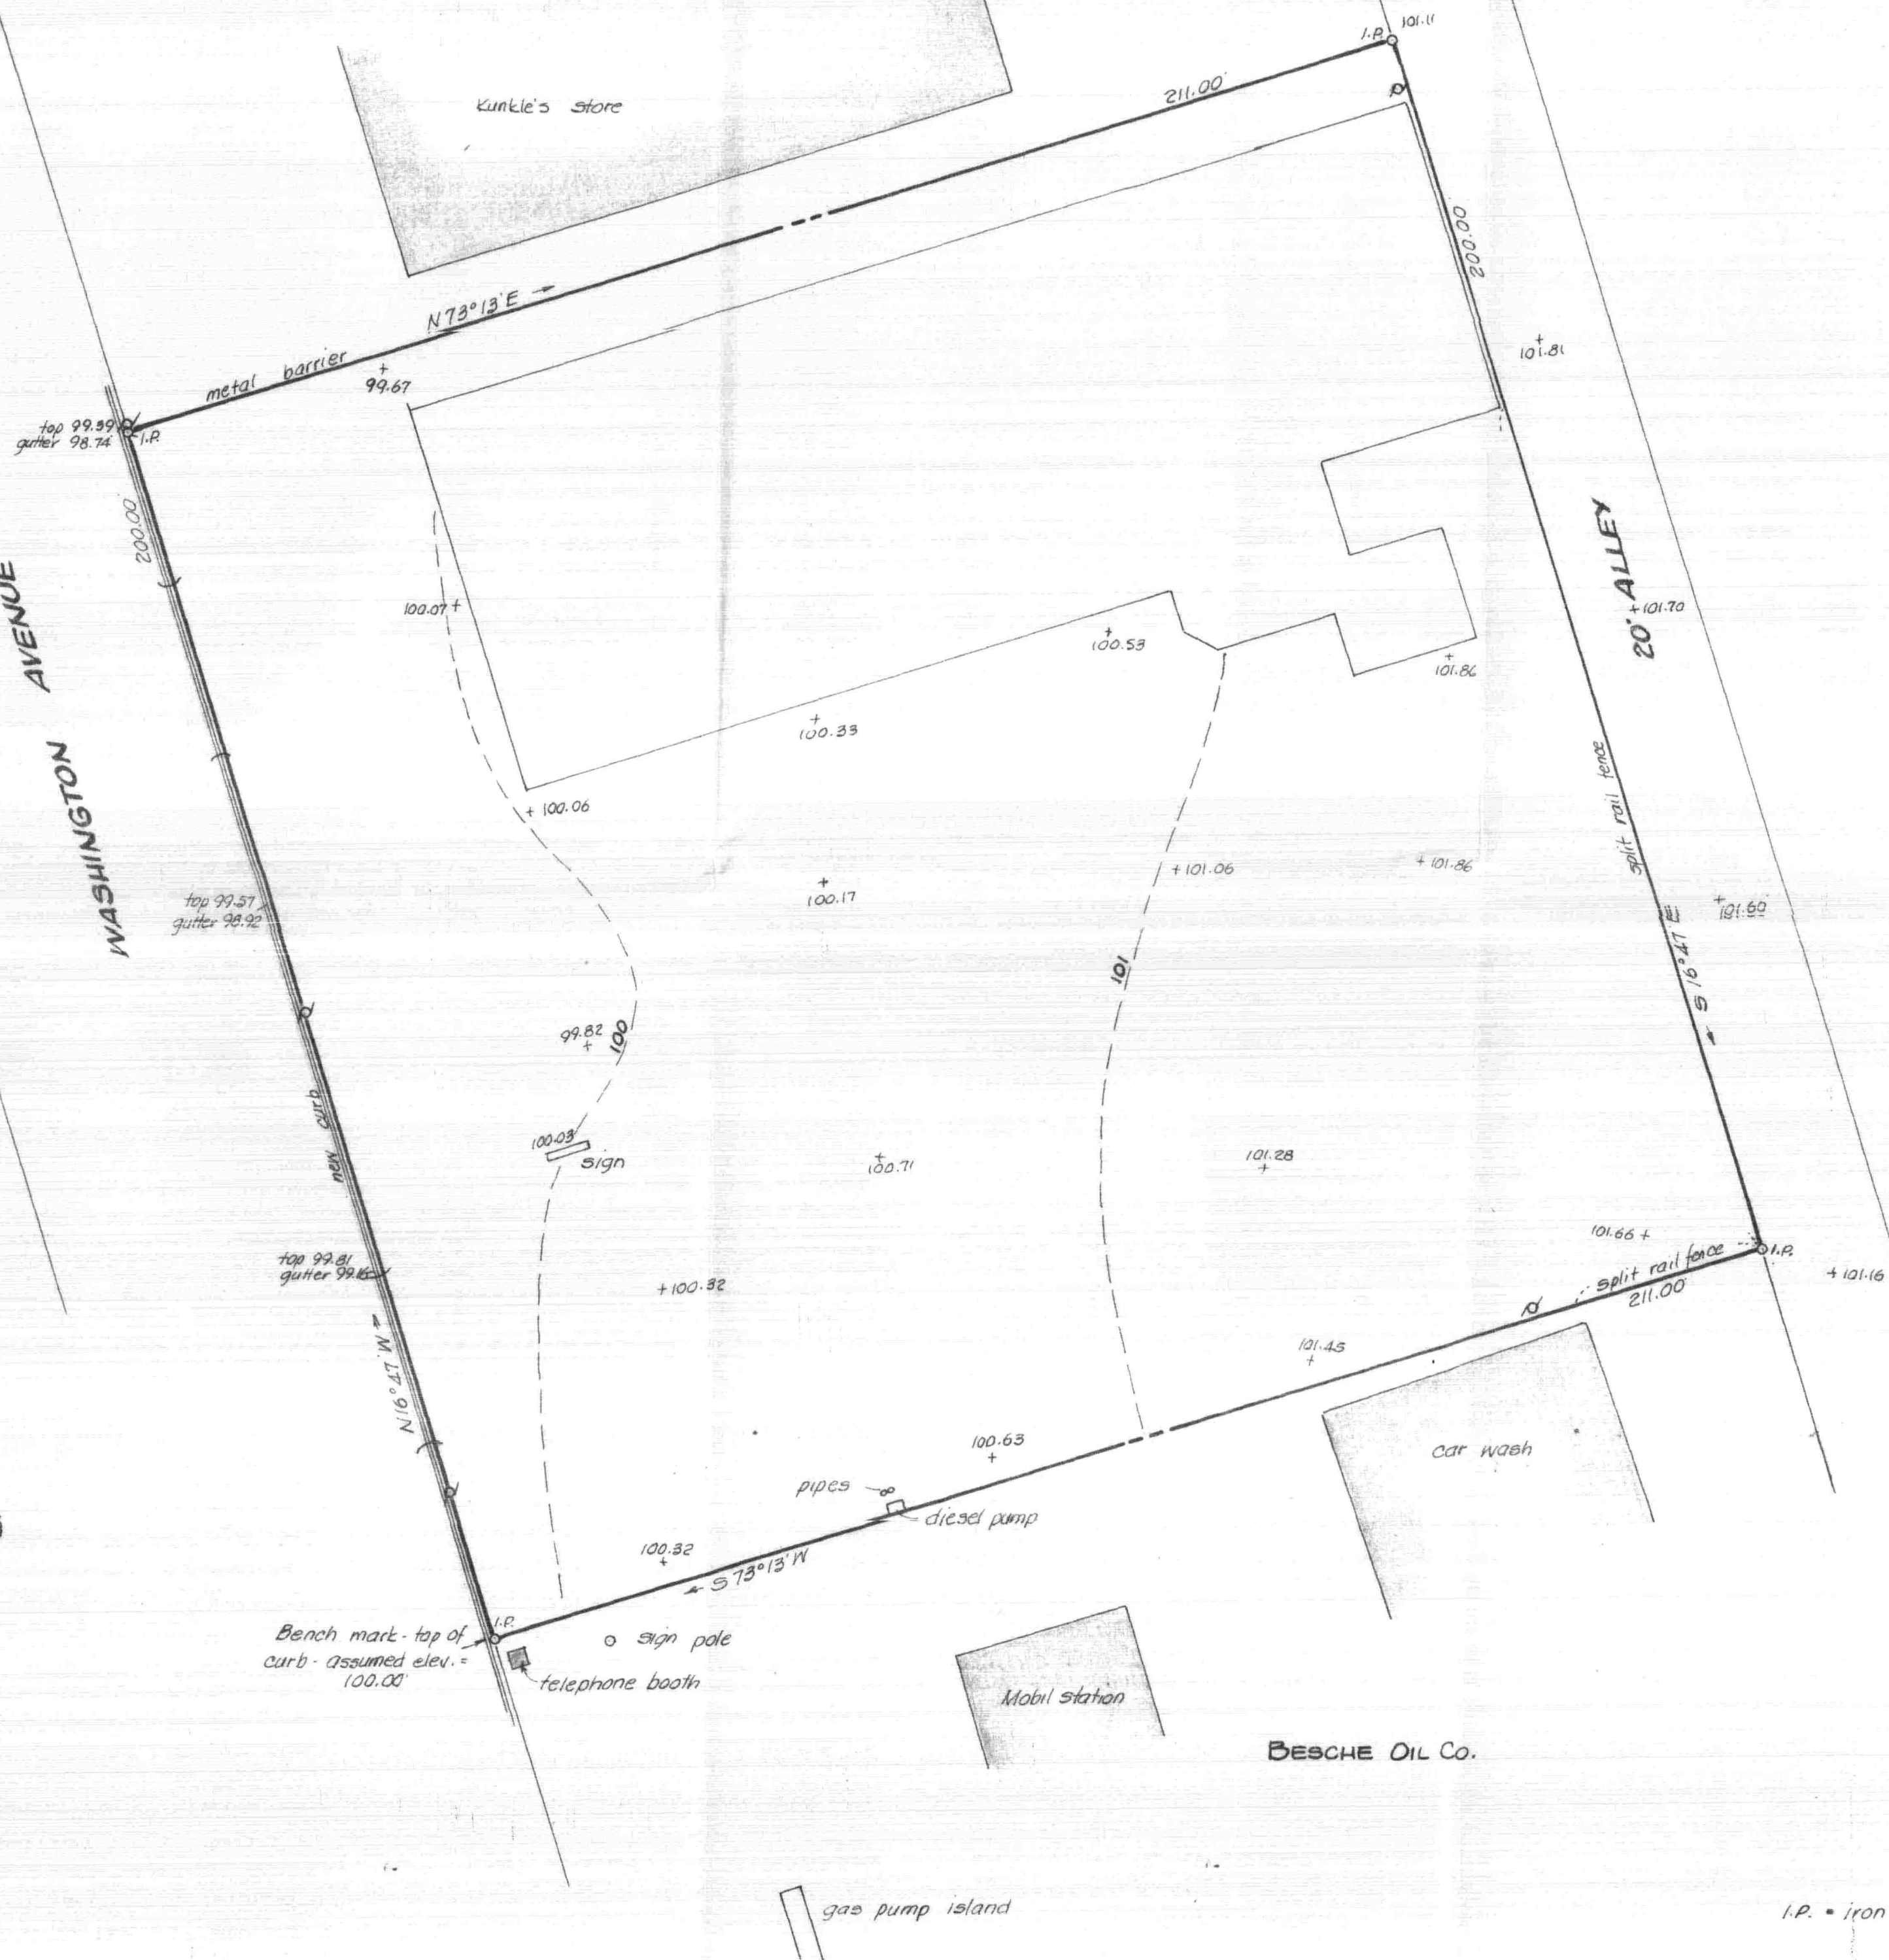 101.11
I.P.
Kunkle's store
211.00'
200.00
N 73° 13' E
101.81
metal barrier
99.67
top 99.39
gutter 98.74
I.P.
200.00
20' ALLEY
WASHINGTON AVENUE
100.07
100.53
101.70
101.86
100.33
100.06
split rail fence
101.06
101.86
100.17
top 99.57
gutter 98.92
101.60
S 16° 47' E
101
99.82
100
new curb
100.03
sign
100.71
101.28
101.66
I.P.
split rail fence
211.00'
101.16
top 99.81
gutter 99.16
100.32
N 16° 47' W
101.45
100.63
car wash
pipes
diesel pump
100.32
S 73° 13' W
I.P.
Bench mark - top of
curb - assumed elev. =
100.00'
sign pole
telephone booth
Mobil station
BESCHE OIL CO.
gas pump island
I.P. = iron